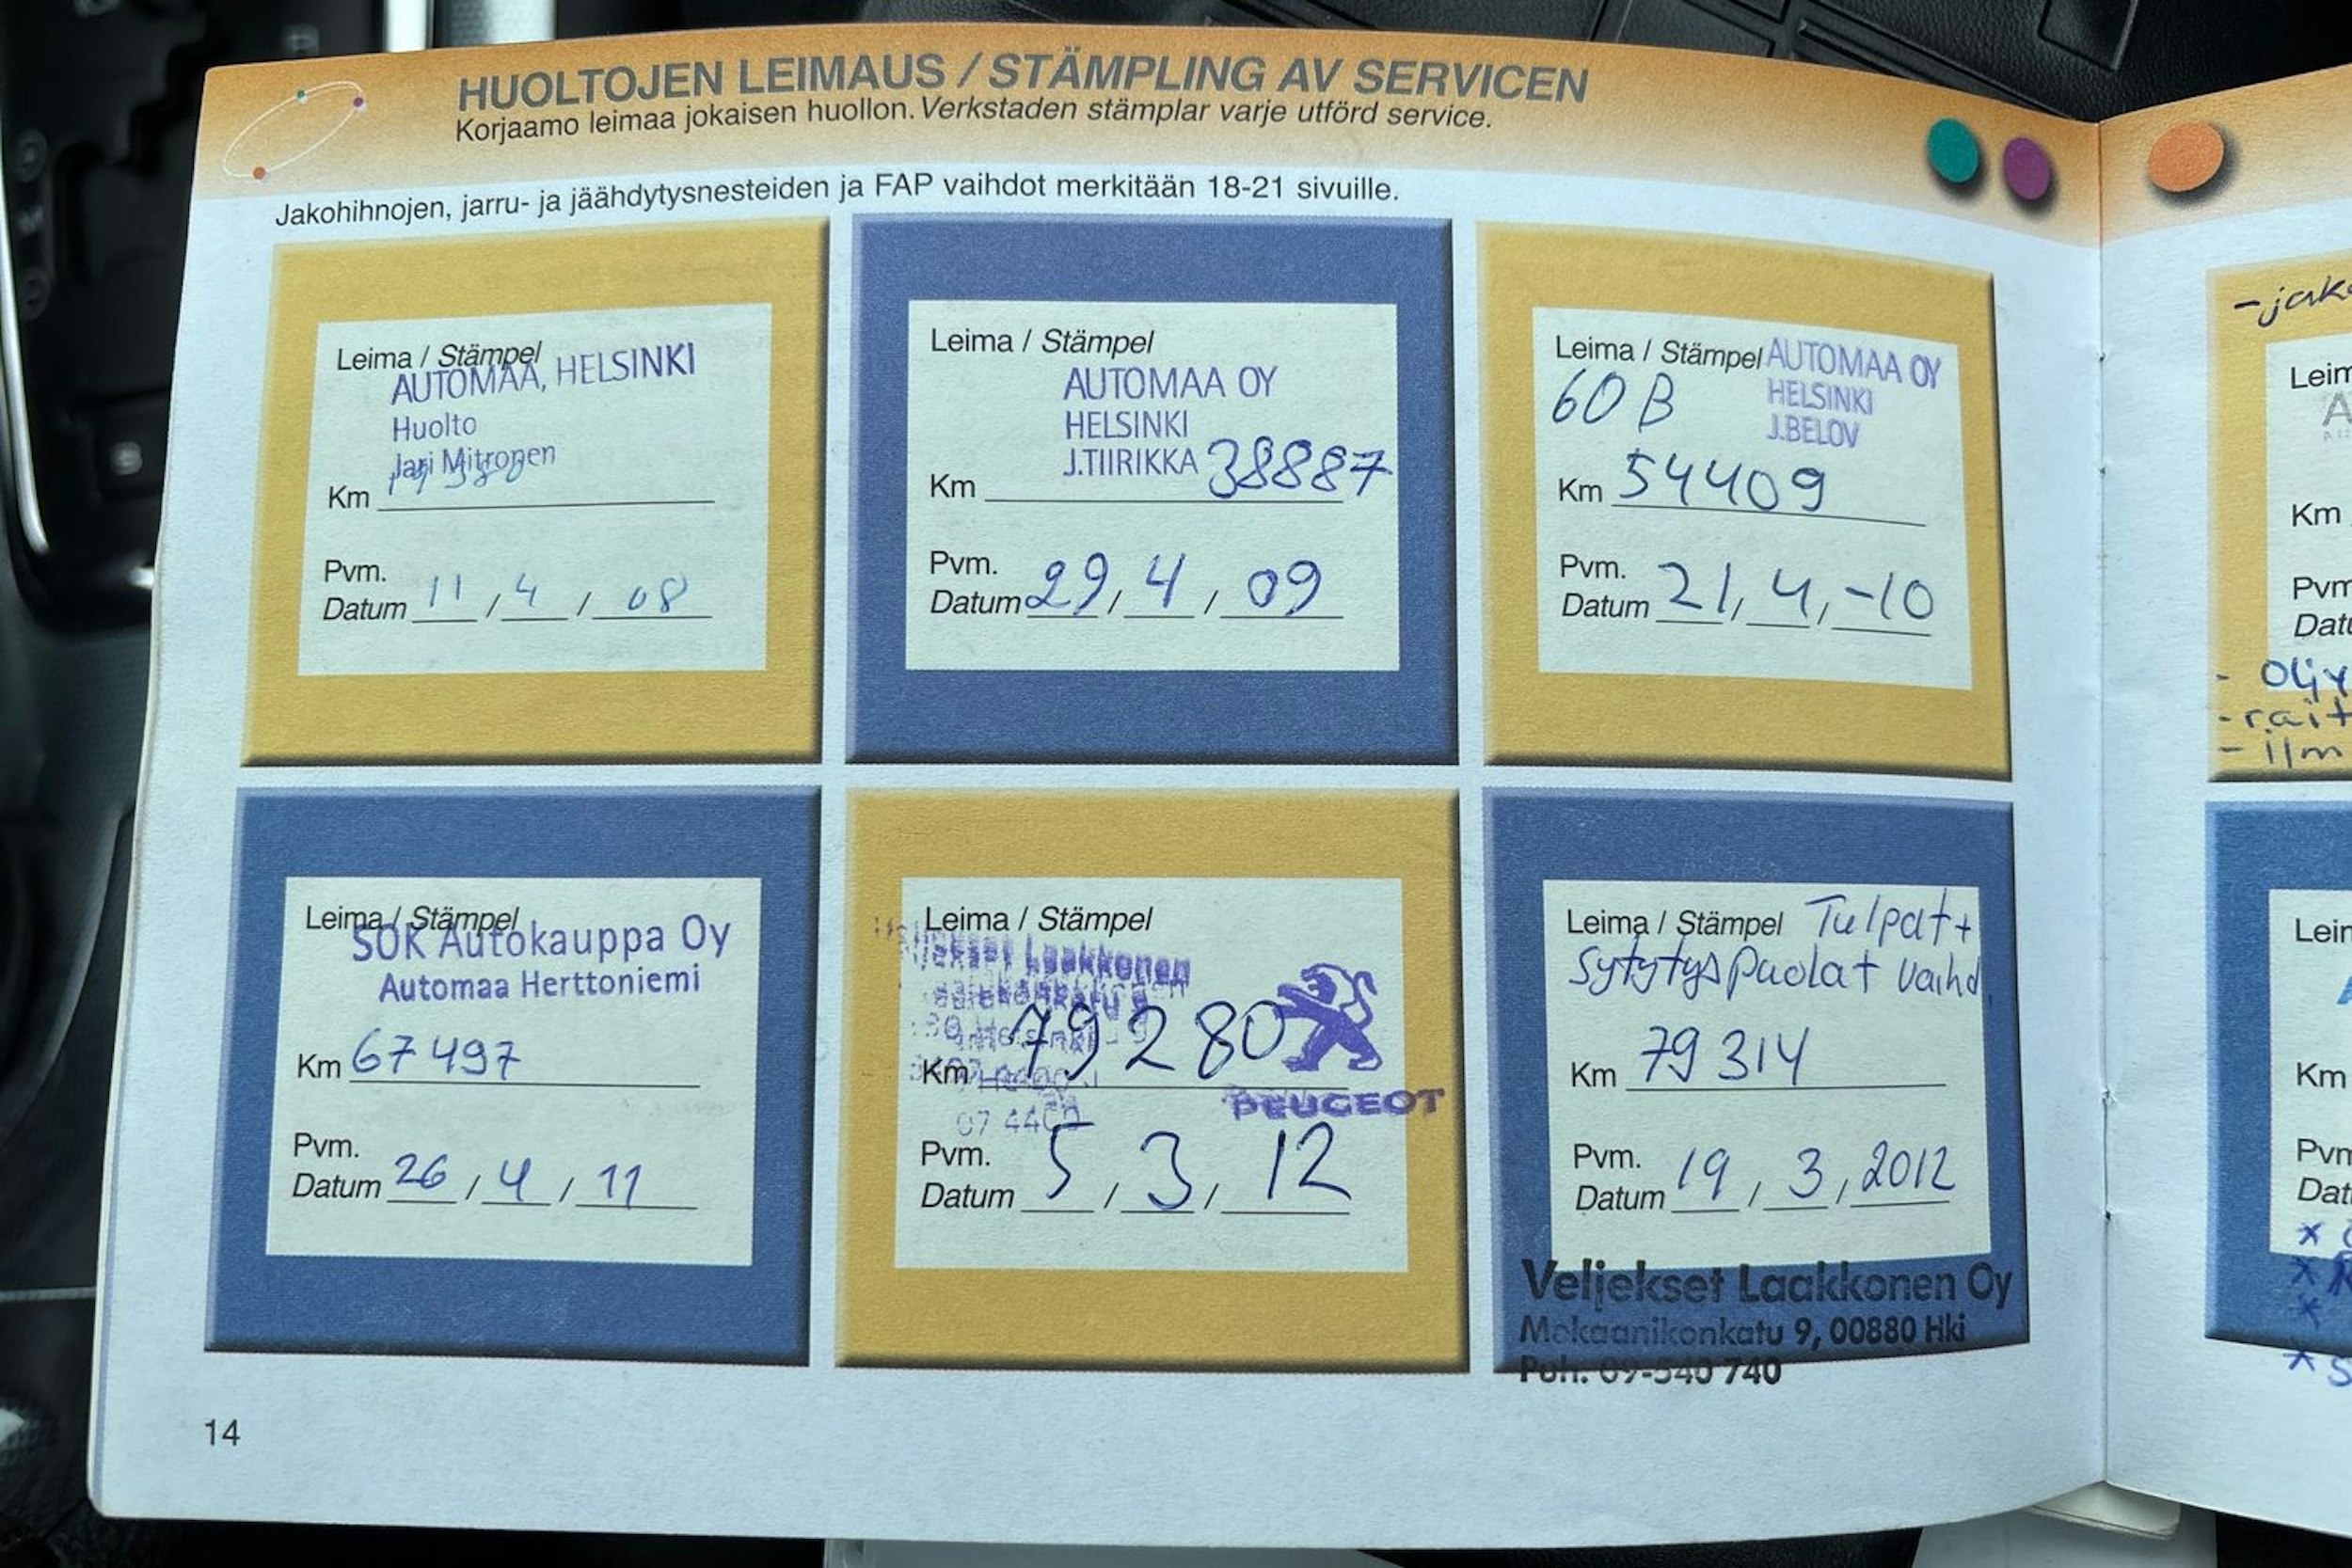 HUOLTOJEN LEIMAUS / STÄMPLING AV SERVICEN
Korjaamo leimaa jokaisen huollon. Verkstaden stämplar varje utförd service.
Jakohihnojen, jarru- ja jäähdytysnesteiden ja FAP vaihdot merkitään 18-21 sivuille.
Leima / Stämpel
AUTOMAA, HELSINKI
Huolto
Jari Mitronen
Km
Pvm.
Datum 11 / 4 / 08
Leima / Stämpel
AUTOMAA OY
HELSINKI
J.TIIRIKKA
Km 38887
Pvm.
Datum 29 / 4 / 09
Leima / Stämpel AUTOMAA OY
60 B HELSINKI
J.BELOV
Km 54409
Pvm.
Datum 21 / 4 / -10
Leima / Stämpel
SOK Autokauppa Oy
Automaa Herttoniemi
Km 67497
Pvm.
Datum 26 / 4 / 11
Leima / Stämpel
Laakkonen
Km 79280
PEUGEOT
Pvm.
Datum 5 / 3 / 12
Leima / Stämpel Tulpat +
Sytytyspuolat vaihd.
Km 79314
Pvm.
Datum 19 / 3 / 2012
Veljekset Laakkonen Oy
Mekaanikonkatu 9, 00880 Hki
Puh. 09-540 740
14
Km